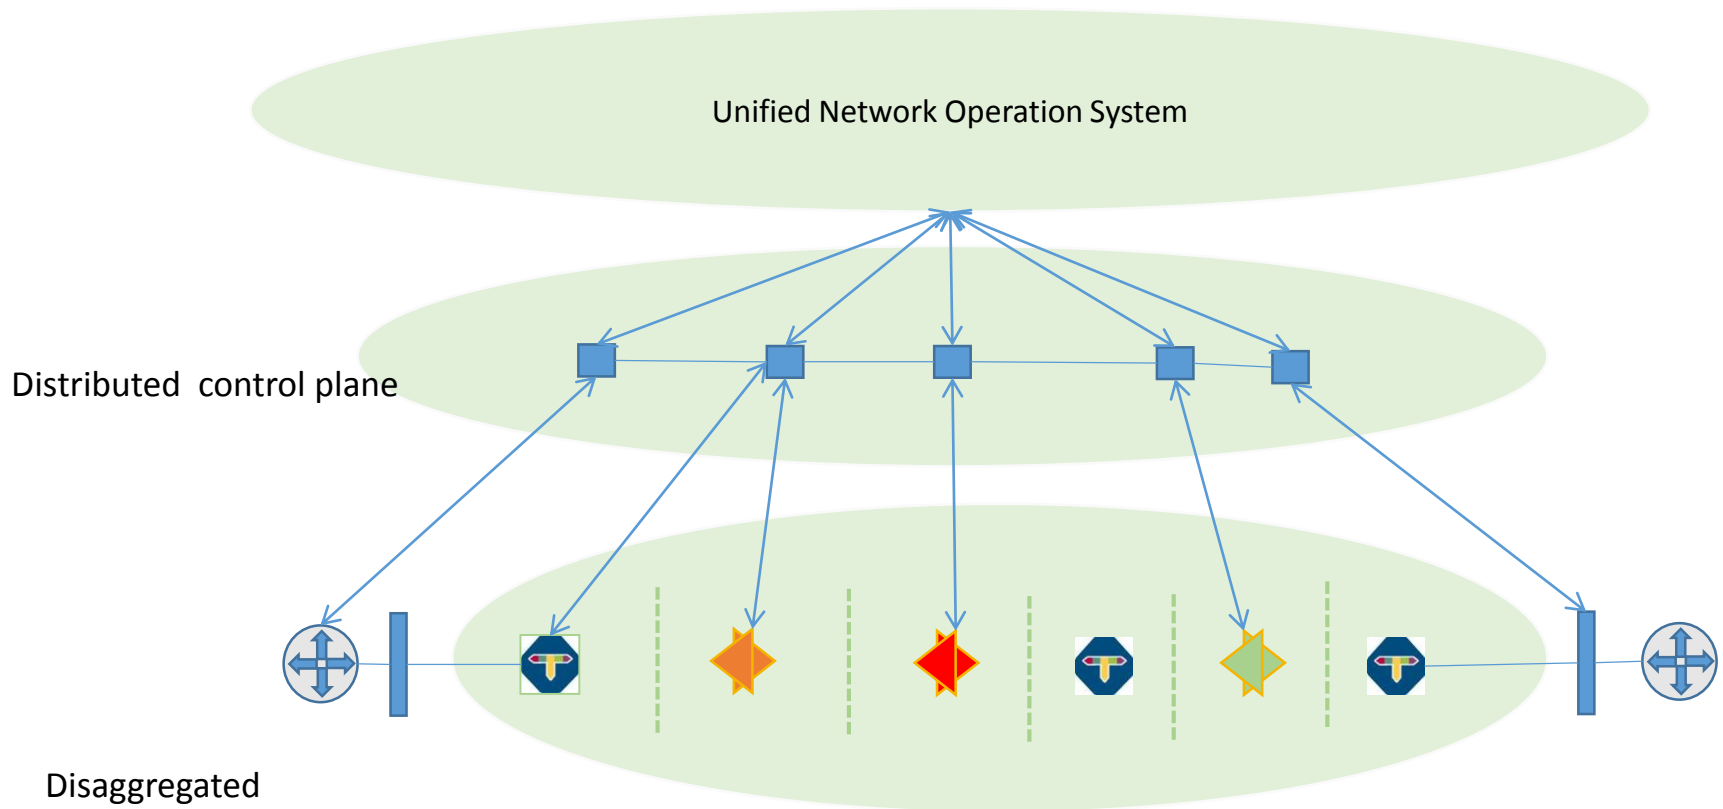 Unified Network Operation System
Distributed  control plane
Disaggregated